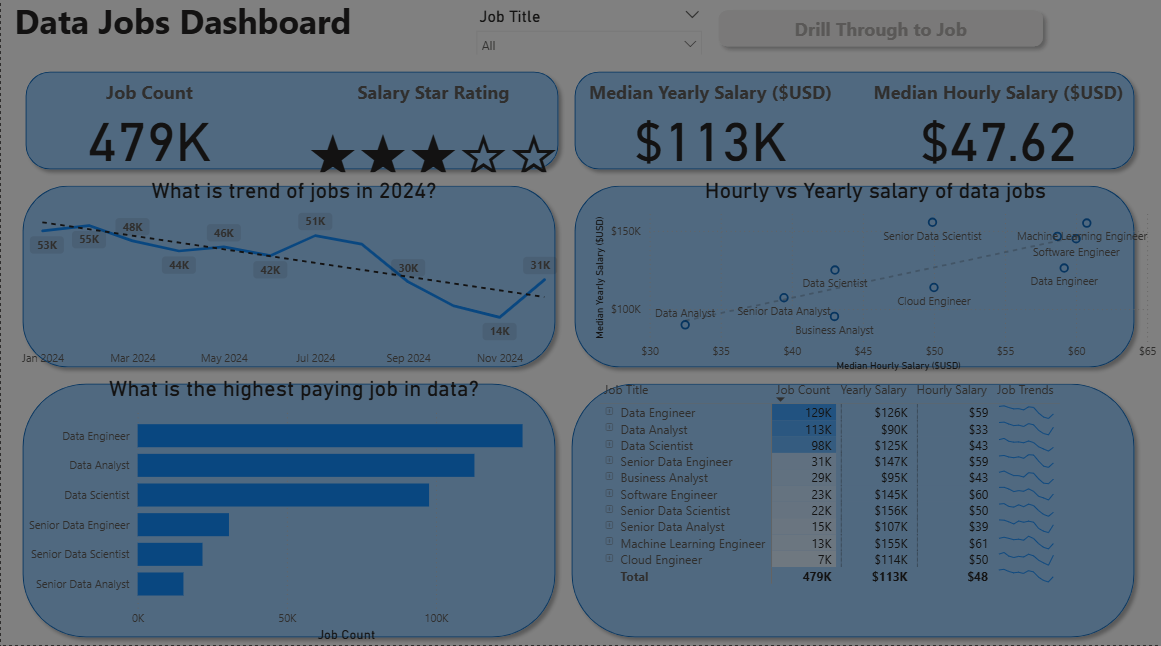 Data Jobs Dashboard
Job Title
All
Drill Through to Job
Job Count
479K
Salary Star Rating
★★★☆☆
Median Yearly Salary ($USD)
$113K
Median Hourly Salary ($USD)
$47.62
What is trend of jobs in 2024?
53K
55K
48K
44K
46K
42K
51K
30K
14K
31K
Jan 2024
Mar 2024
May 2024
Jul 2024
Sep 2024
Nov 2024
Hourly vs Yearly salary of data jobs
Median Yearly Salary ($USD)
$150K
$100K
Senior Data Scientist
Machine Learning Engineer
Software Engineer
Data Scientist
Data Engineer
Cloud Engineer
Data Analyst
Senior Data Analyst
Business Analyst
$30 $35 $40 $45 $50 $55 $60 $65
Median Hourly Salary ($USD)
What is the highest paying job in data?
Data Engineer
Data Analyst
Data Scientist
Senior Data Engineer
Senior Data Scientist
Senior Data Analyst
0K 50K 100K
Job Count
Job Title Job Count Yearly Salary Hourly Salary Job Trends
Data Engineer 129K $126K $59
Data Analyst 113K $90K $33
Data Scientist 98K $125K $43
Senior Data Engineer 31K $147K $59
Business Analyst 29K $95K $43
Software Engineer 23K $145K $60
Senior Data Scientist 22K $156K $50
Senior Data Analyst 15K $107K $39
Machine Learning Engineer 13K $155K $61
Cloud Engineer 7K $114K $50
Total 479K $113K $48